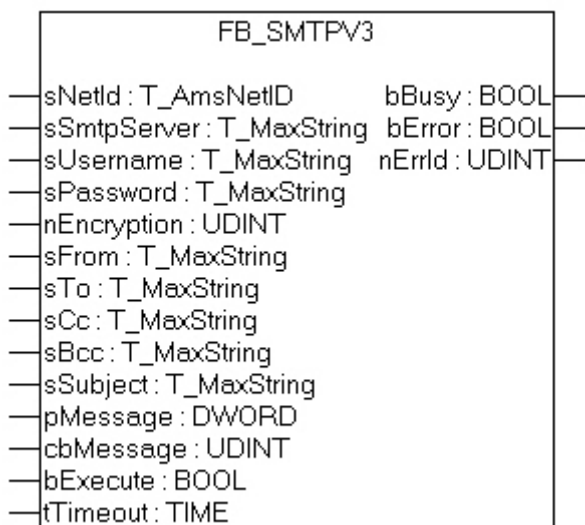 FB_SMTPV3
sNetId : T_AmsNetID bBusy : BOOL
sSmtpServer : T_MaxString bError : BOOL
sUsername : T_MaxString nErrId : UDINT
sPassword : T_MaxString
nEncryption : UDINT
sFrom : T_MaxString
sTo : T_MaxString
sCc : T_MaxString
sBcc : T_MaxString
sSubject : T_MaxString
pMessage : DWORD
cbMessage : UDINT
bExecute : BOOL
tTimeout : TIME